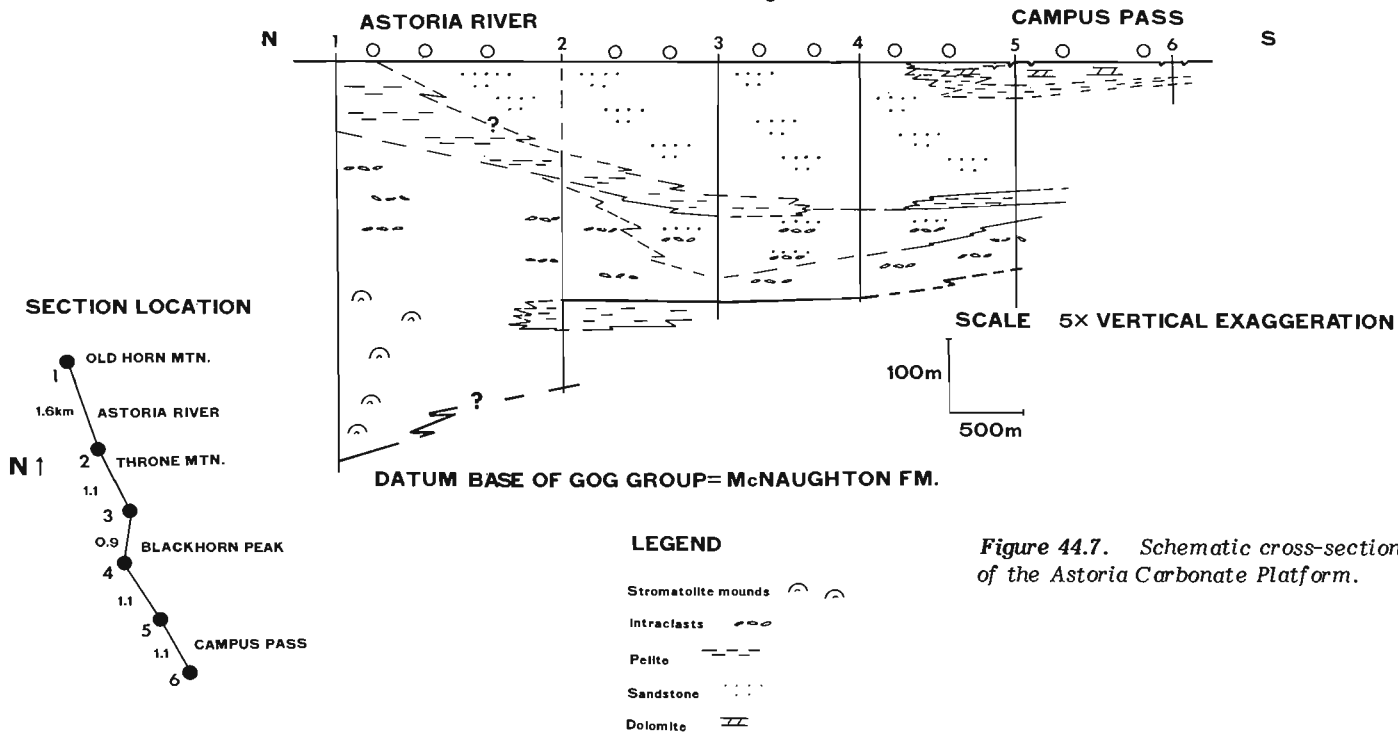 ASTORIA RIVER
CAMPUS PASS
N
1
2
3
4
5
6
S
?
?
SECTION LOCATION
OLD HORN MTN.
1
1.6km
ASTORIA RIVER
N ↑
2
THRONE MTN.
1.1
3
0.9
BLACKHORN PEAK
4
1.1
5
CAMPUS PASS
1.1
6
SCALE 5× VERTICAL EXAGGERATION
100m
500m
DATUM BASE OF GOG GROUP= McNAUGHTON FM.
LEGEND
Stromatolite mounds
Intraclasts
Pelite
Sandstone
Dolomite
Figure 44.7. Schematic cross-section
of the Astoria Carbonate Platform.